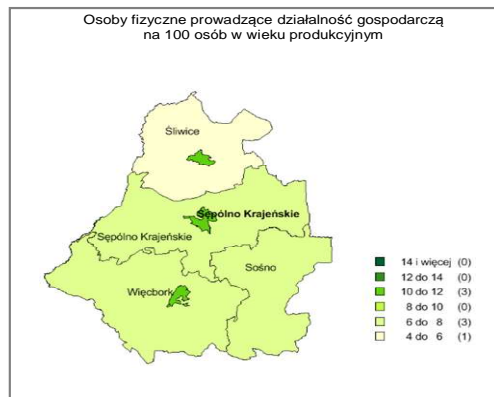 Osoby fizyczne prowadzące działalność gospodarczą
na 100 osób w wieku produkcyjnym
Śliwice
Sępólno Krajeńskie
Sępólno Krajeńskie
Sośno
Więcbork
14 i więcej (0)
12 do 14 (0)
10 do 12 (3)
8 do 10 (0)
6 do 8 (3)
4 do 6 (1)